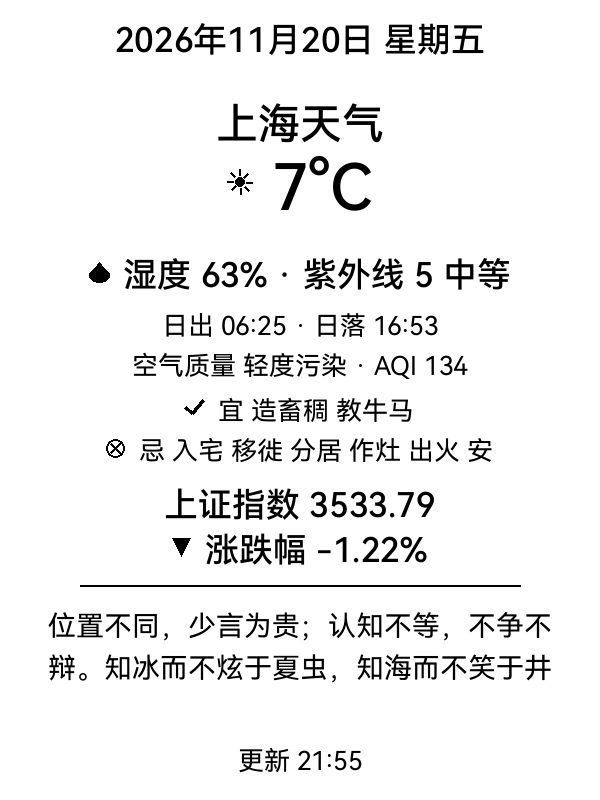 2026年11月20日 星期五
上海天气
7°C
湿度 63% · 紫外线 5 中等
日出 06:25 · 日落 16:53
空气质量 轻度污染 · AQI 134
宜 造畜稠 教牛马
忌 入宅 移徙 分居 作灶 出火 安
上证指数 3533.79
涨跌幅 -1.22%
位置不同，少言为贵；认知不等，不争不
辩。知冰而不炫于夏虫，知海而不笑于井
更新 21:55